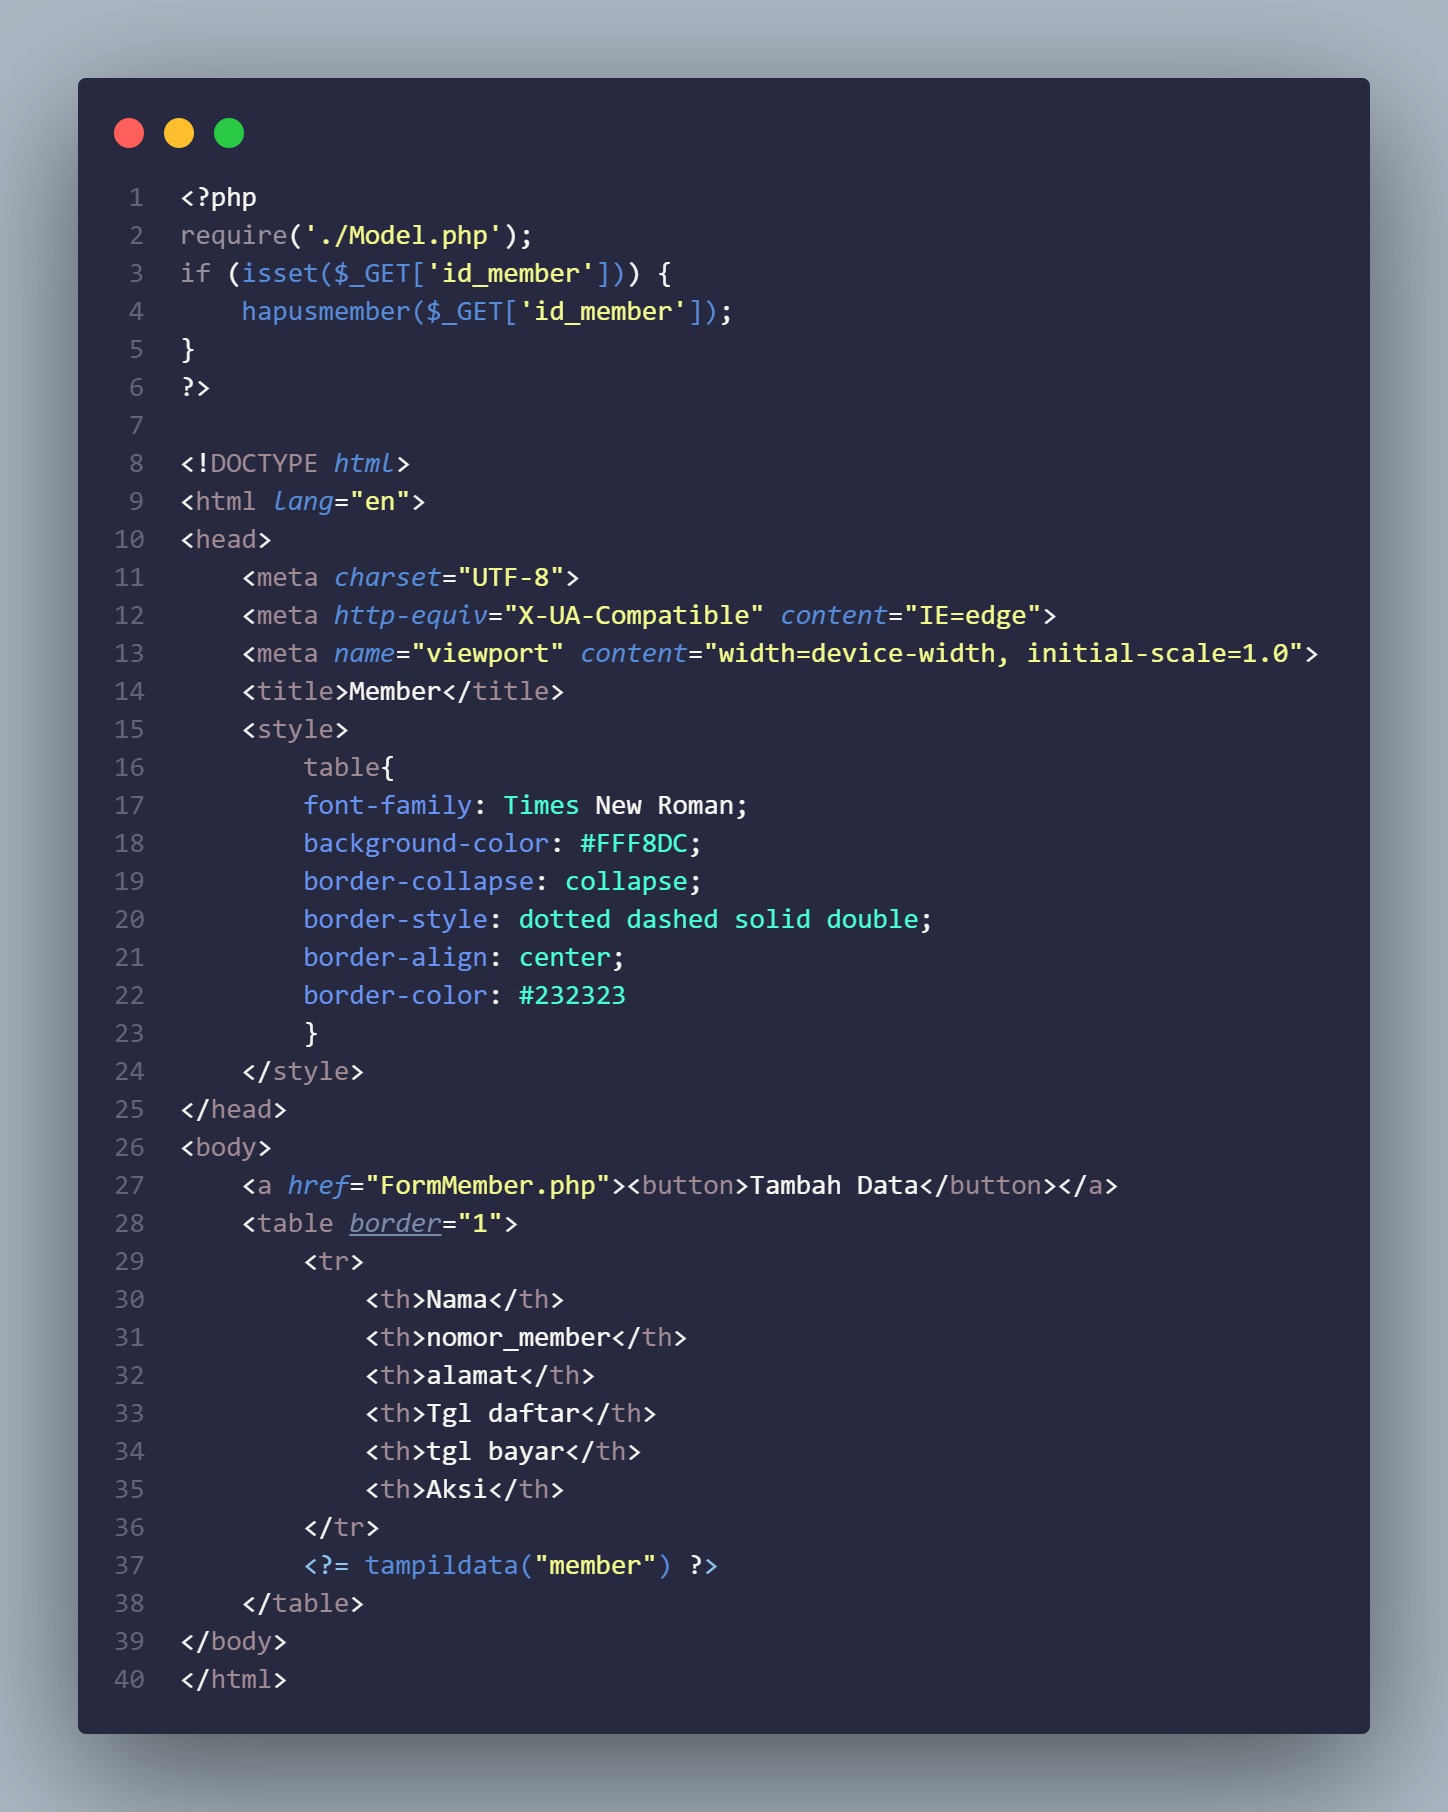 1 <?php
2 require('./Model.php');
3 if (isset($_GET['id_member'])) {
4     hapusmember($_GET['id_member']);
5 }
6 ?>
7
8 <!DOCTYPE html>
9 <html lang="en">
10 <head>
11     <meta charset="UTF-8">
12     <meta http-equiv="X-UA-Compatible" content="IE=edge">
13     <meta name="viewport" content="width=device-width, initial-scale=1.0">
14     <title>Member</title>
15     <style>
16         table{
17         font-family: Times New Roman;
18         background-color: #FFF8DC;
19         border-collapse: collapse;
20         border-style: dotted dashed solid double;
21         border-align: center;
22         border-color: #232323
23         }
24     </style>
25 </head>
26 <body>
27     <a href="FormMember.php"><button>Tambah Data</button></a>
28     <table border="1">
29         <tr>
30             <th>Nama</th>
31             <th>nomor_member</th>
32             <th>alamat</th>
33             <th>Tgl daftar</th>
34             <th>tgl bayar</th>
35             <th>Aksi</th>
36         </tr>
37         <?= tampildata("member") ?>
38     </table>
39 </body>
40 </html>